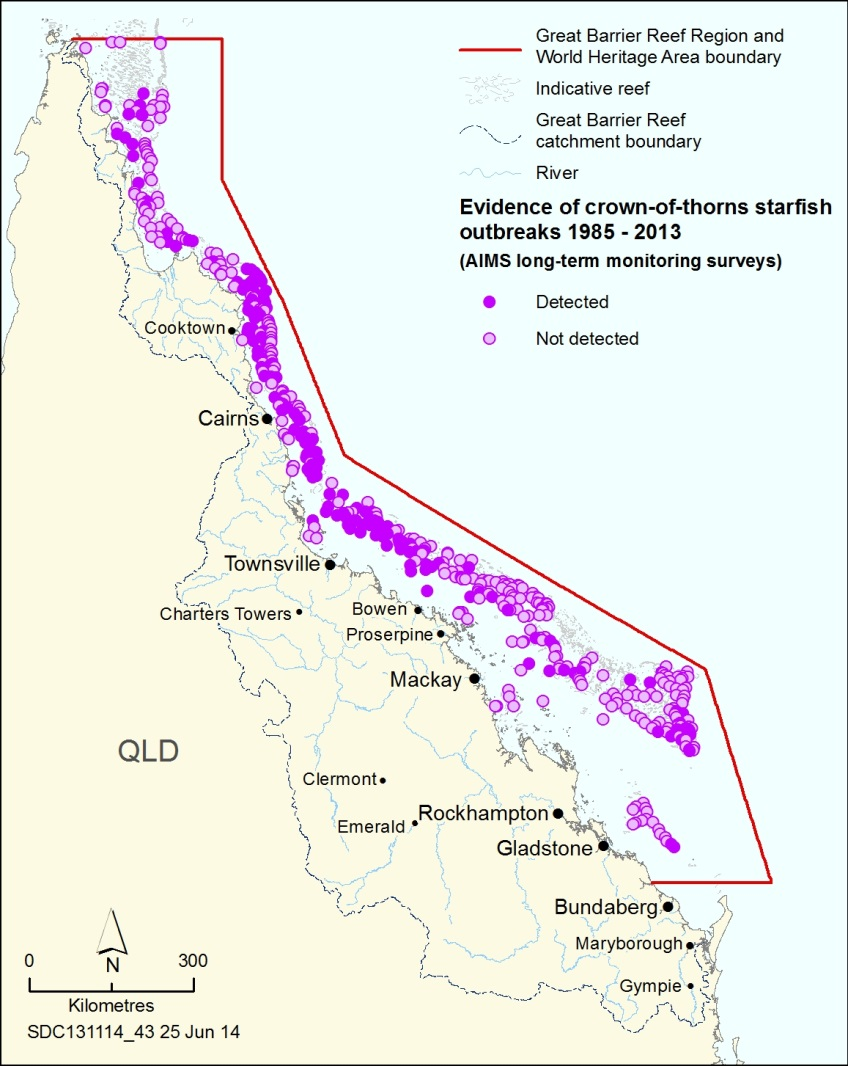 Great Barrier Reef Region and
World Heritage Area boundary
Indicative reef
Great Barrier Reef
catchment boundary
River
Evidence of crown-of-thorns starfish
outbreaks 1985 - 2013
(AIMS long-term monitoring surveys)
Detected
Not detected
Cooktown
Cairns
Townsville
Charters Towers
Bowen
Proserpine
Mackay
QLD
Clermont
Emerald
Rockhampton
Gladstone
Bundaberg
Maryborough
Gympie
0 300
N
Kilometres
SDC131114_43 25 Jun 14